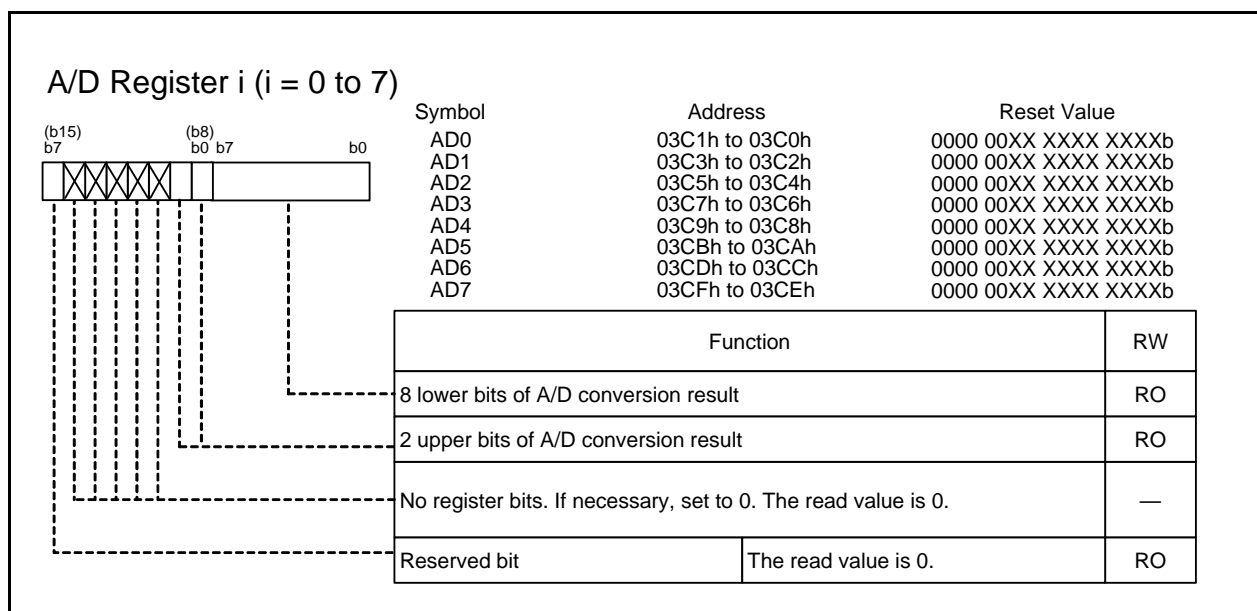 A/D Register i (i = 0 to 7)
Symbol Address Reset Value
(b15) (b8)
b7 b0 b7 b0
AD0 03C1h to 03C0h 0000 00XX XXXX XXXXb
AD1 03C3h to 03C2h 0000 00XX XXXX XXXXb
AD2 03C5h to 03C4h 0000 00XX XXXX XXXXb
AD3 03C7h to 03C6h 0000 00XX XXXX XXXXb
AD4 03C9h to 03C8h 0000 00XX XXXX XXXXb
AD5 03CBh to 03CAh 0000 00XX XXXX XXXXb
AD6 03CDh to 03CCh 0000 00XX XXXX XXXXb
AD7 03CFh to 03CEh 0000 00XX XXXX XXXXb
Function RW
8 lower bits of A/D conversion result RO
2 upper bits of A/D conversion result RO
No register bits. If necessary, set to 0. The read value is 0. —
Reserved bit The read value is 0. RO